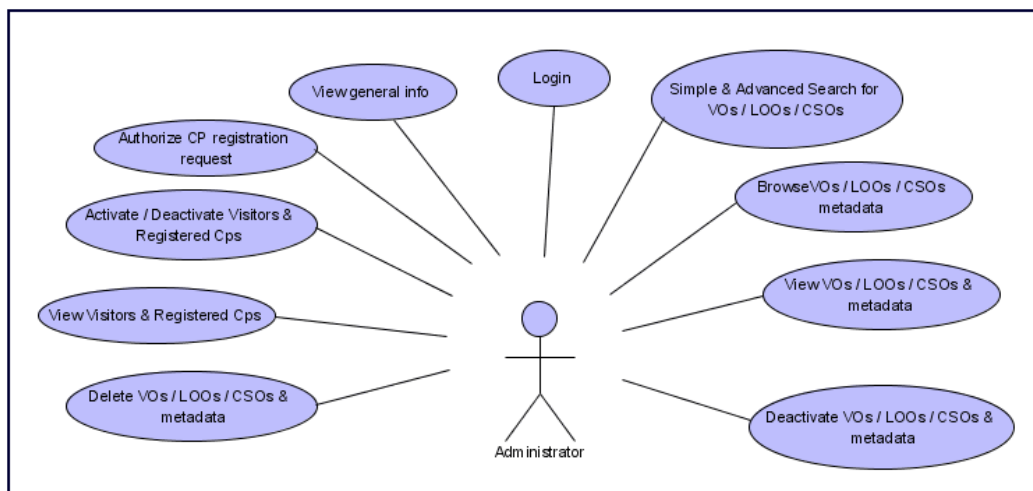 Login
Simple & Advanced Search for
VOs / LOOs / CSOs
View general info
Authorize CP registration
request
BrowseVOs / LOOs / CSOs
metadata
Activate / Deactivate Visitors &
Registered Cps
View VOs / LOOs / CSOs &
metadata
View Visitors & Registered Cps
Delete VOs / LOOs / CSOs &
metadata
Deactivate VOs / LOOs / CSOs &
metadata
Administrator